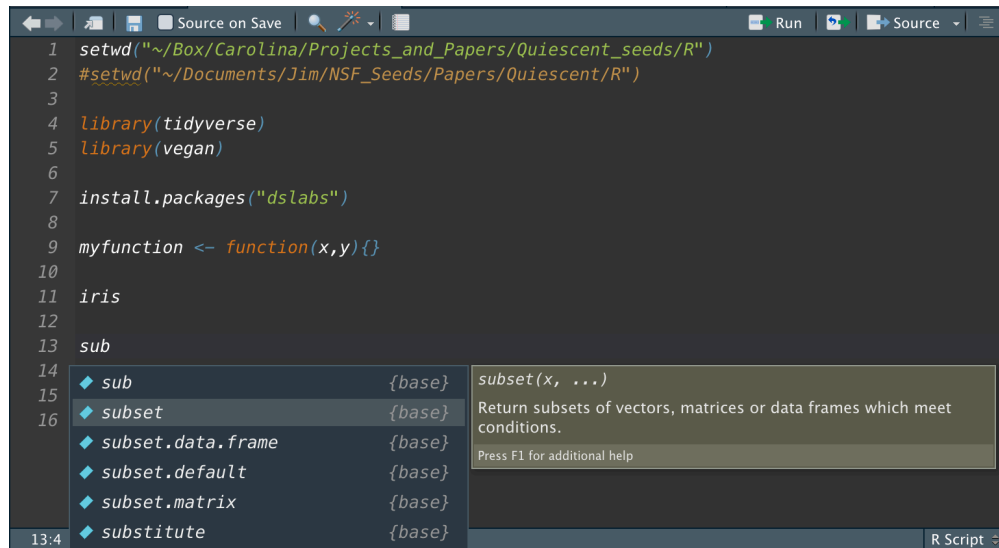 Source on Save Run Source
1 setwd("~/Box/Carolina/Projects_and_Papers/Quiescent_seeds/R")
2 #setwd("~/Documents/Jim/NSF_Seeds/Papers/Quiescent/R")
3
4 library(tidyverse)
5 library(vegan)
6
7 install.packages("dslabs")
8
9 myfunction <- function(x,y){}
10
11 iris
12
13 sub
14
15
16
sub {base}
subset {base}
subset.data.frame {base}
subset.default {base}
subset.matrix {base}
substitute {base}
subset(x, ...)
Return subsets of vectors, matrices or data frames which meet
conditions.
Press F1 for additional help
13:4 R Script